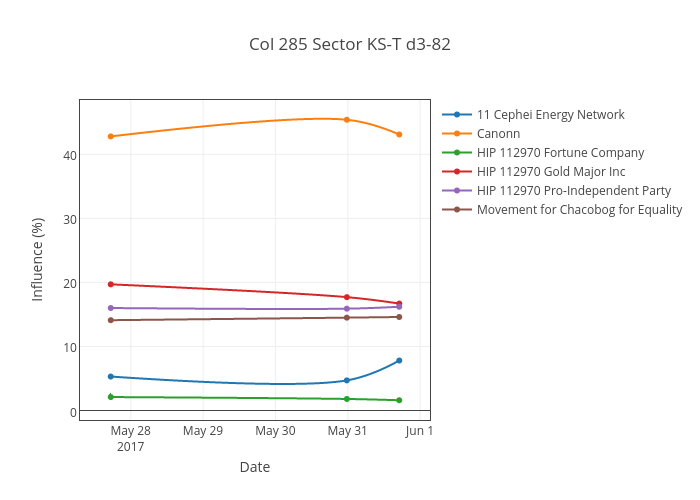 Col 285 Sector KS-T d3-82
11 Cephei Energy Network
Canonn
HIP 112970 Fortune Company
HIP 112970 Gold Major Inc
HIP 112970 Pro-Independent Party
Movement for Chacobog for Equality
Influence (%)
40
30
20
10
0
May 28 May 29 May 30 May 31 Jun 1
2017
Date